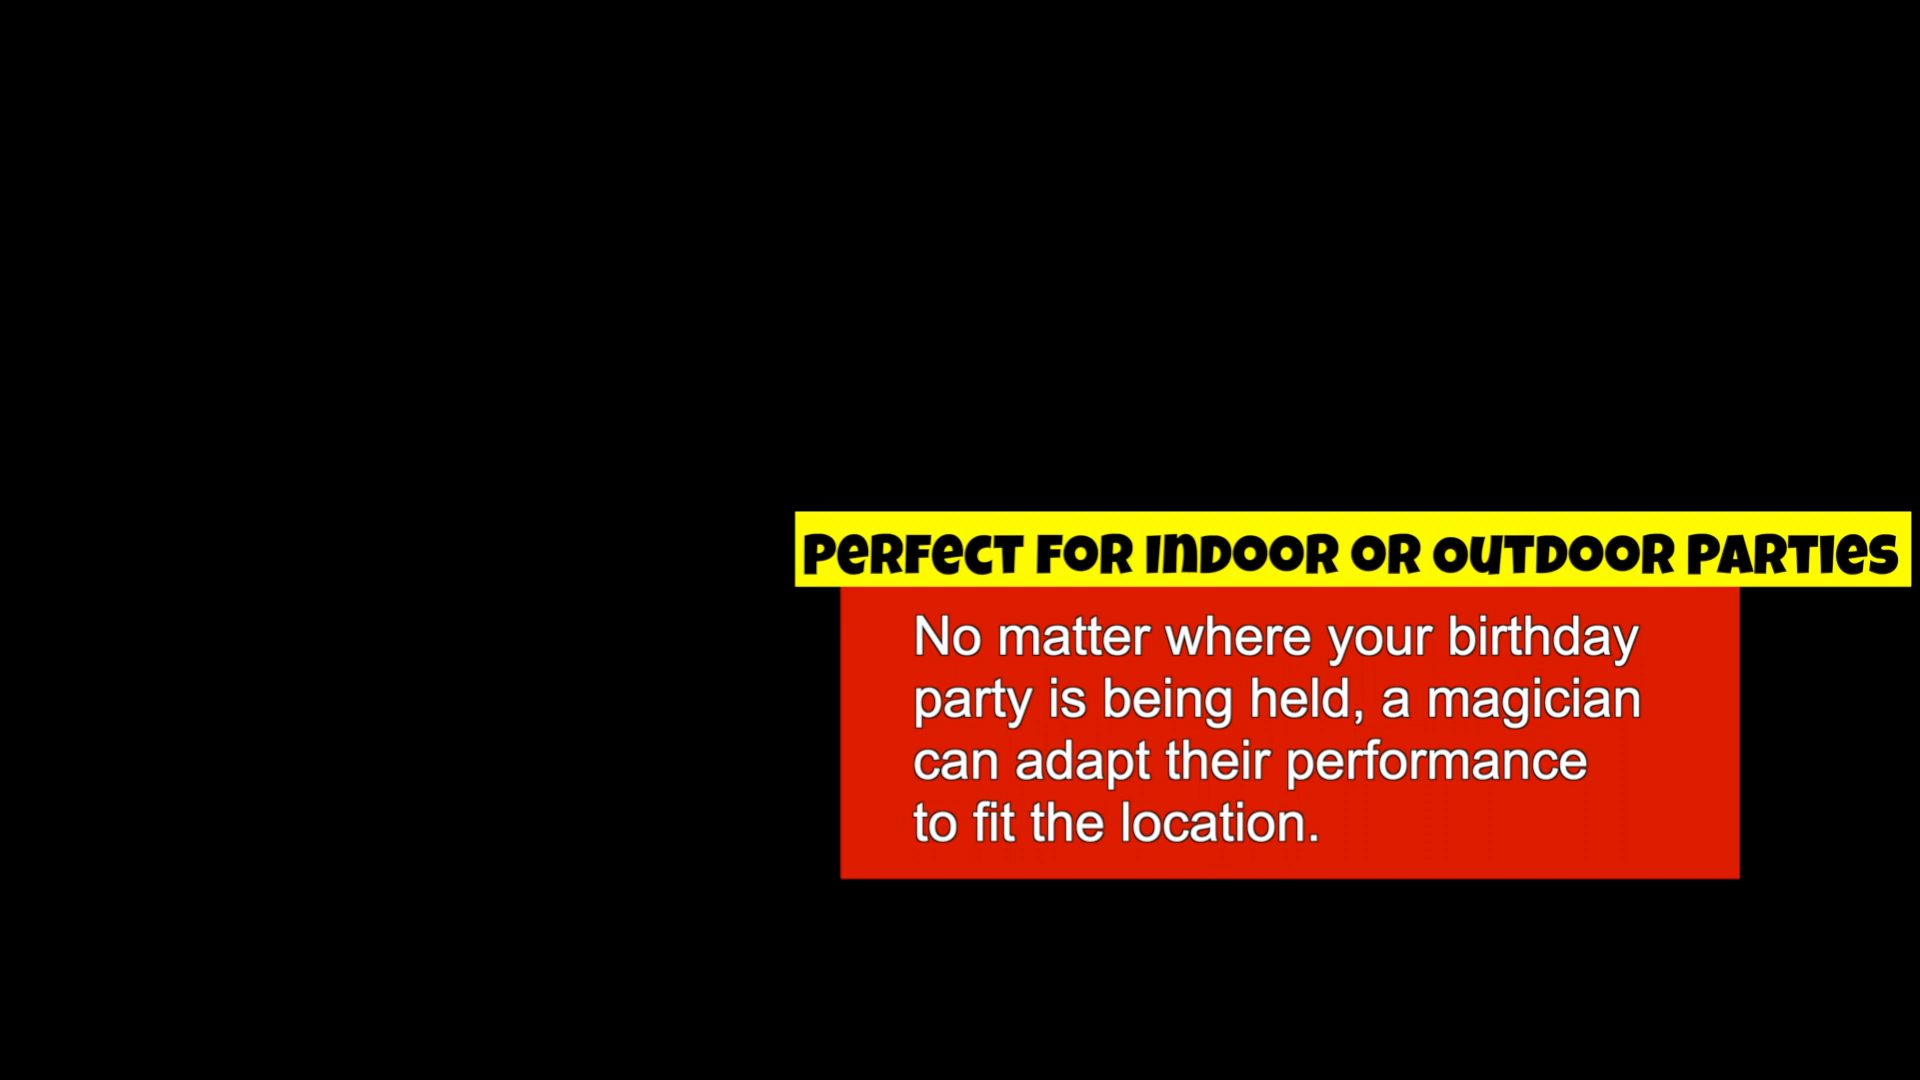 PeRFeCT FOR InDOOR OR OuTDOOR PARTIes
No matter where your birthday
party is being held, a magician
can adapt their performance
to fit the location.